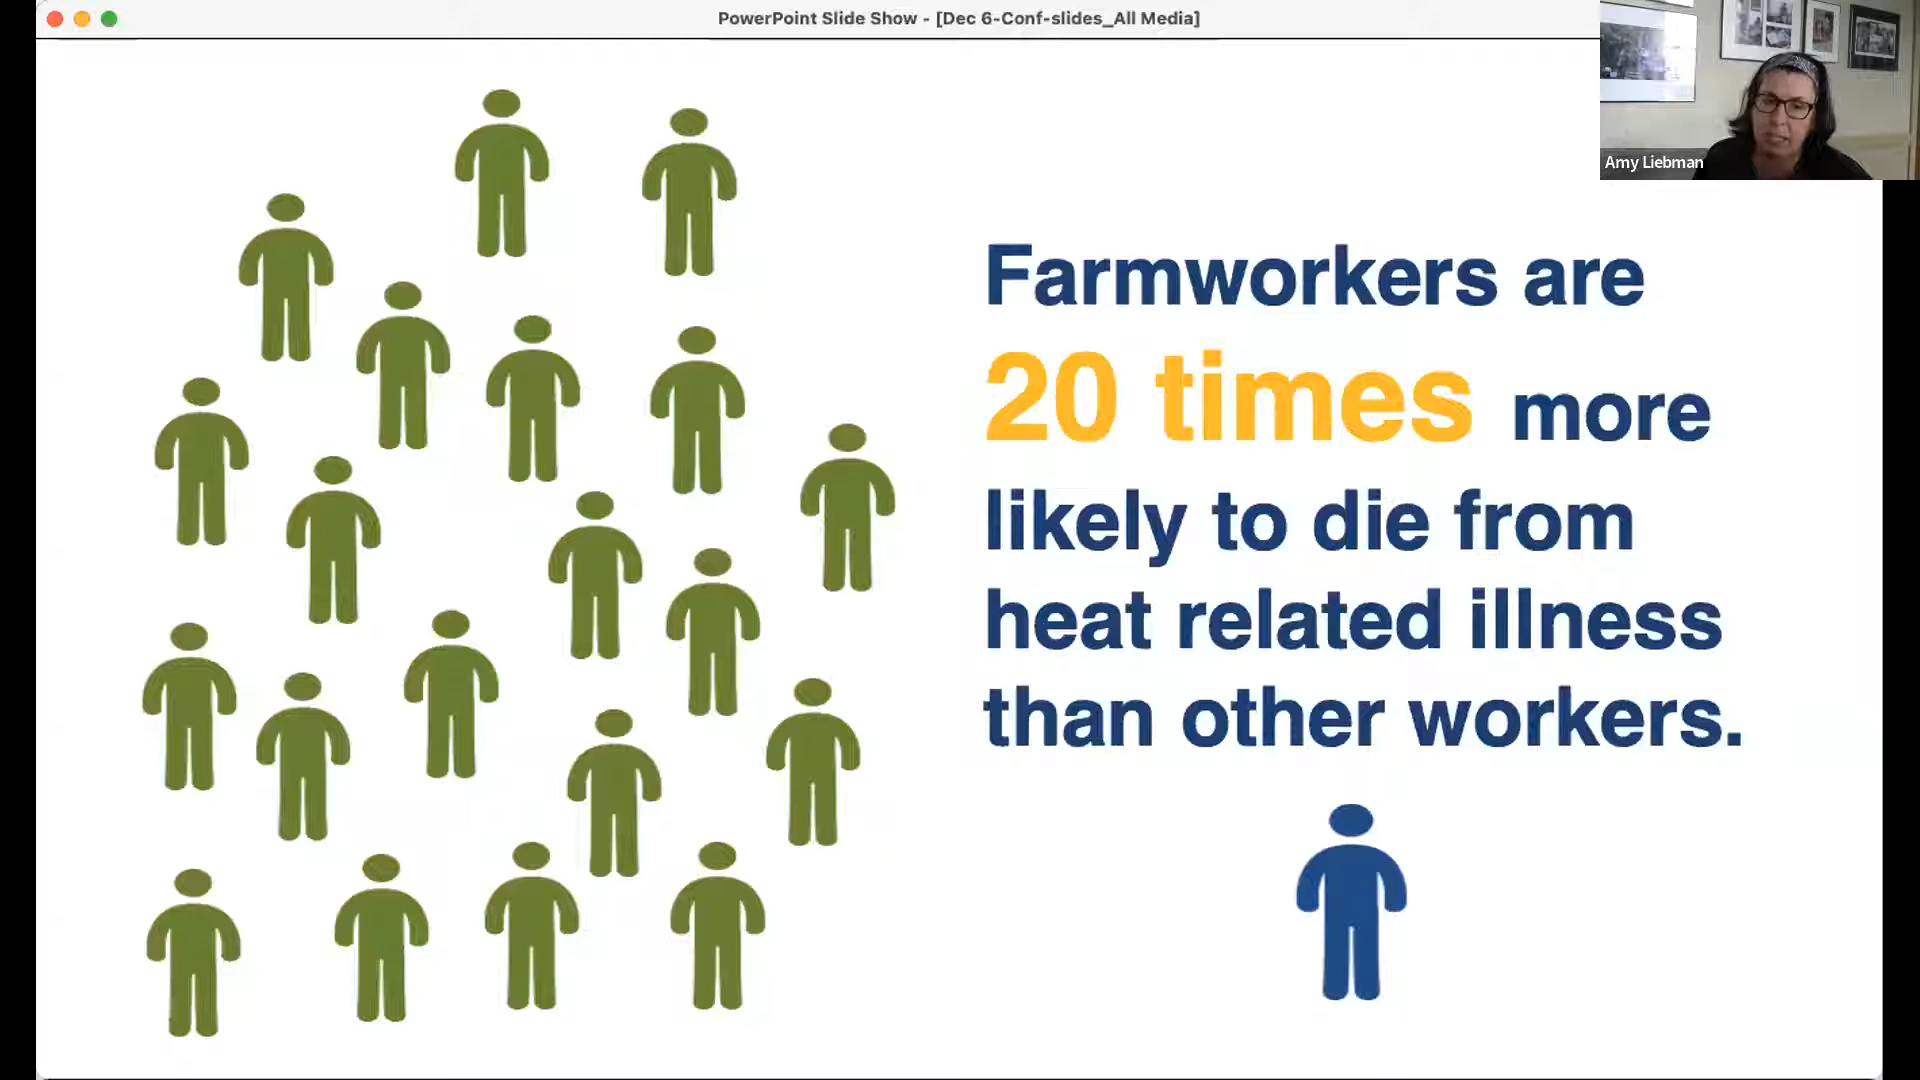 PowerPoint Slide Show - [Dec 6-Conf-slides_All Media]
Amy Liebman
Farmworkers are
20 times more
likely to die from
heat related illness
than other workers.